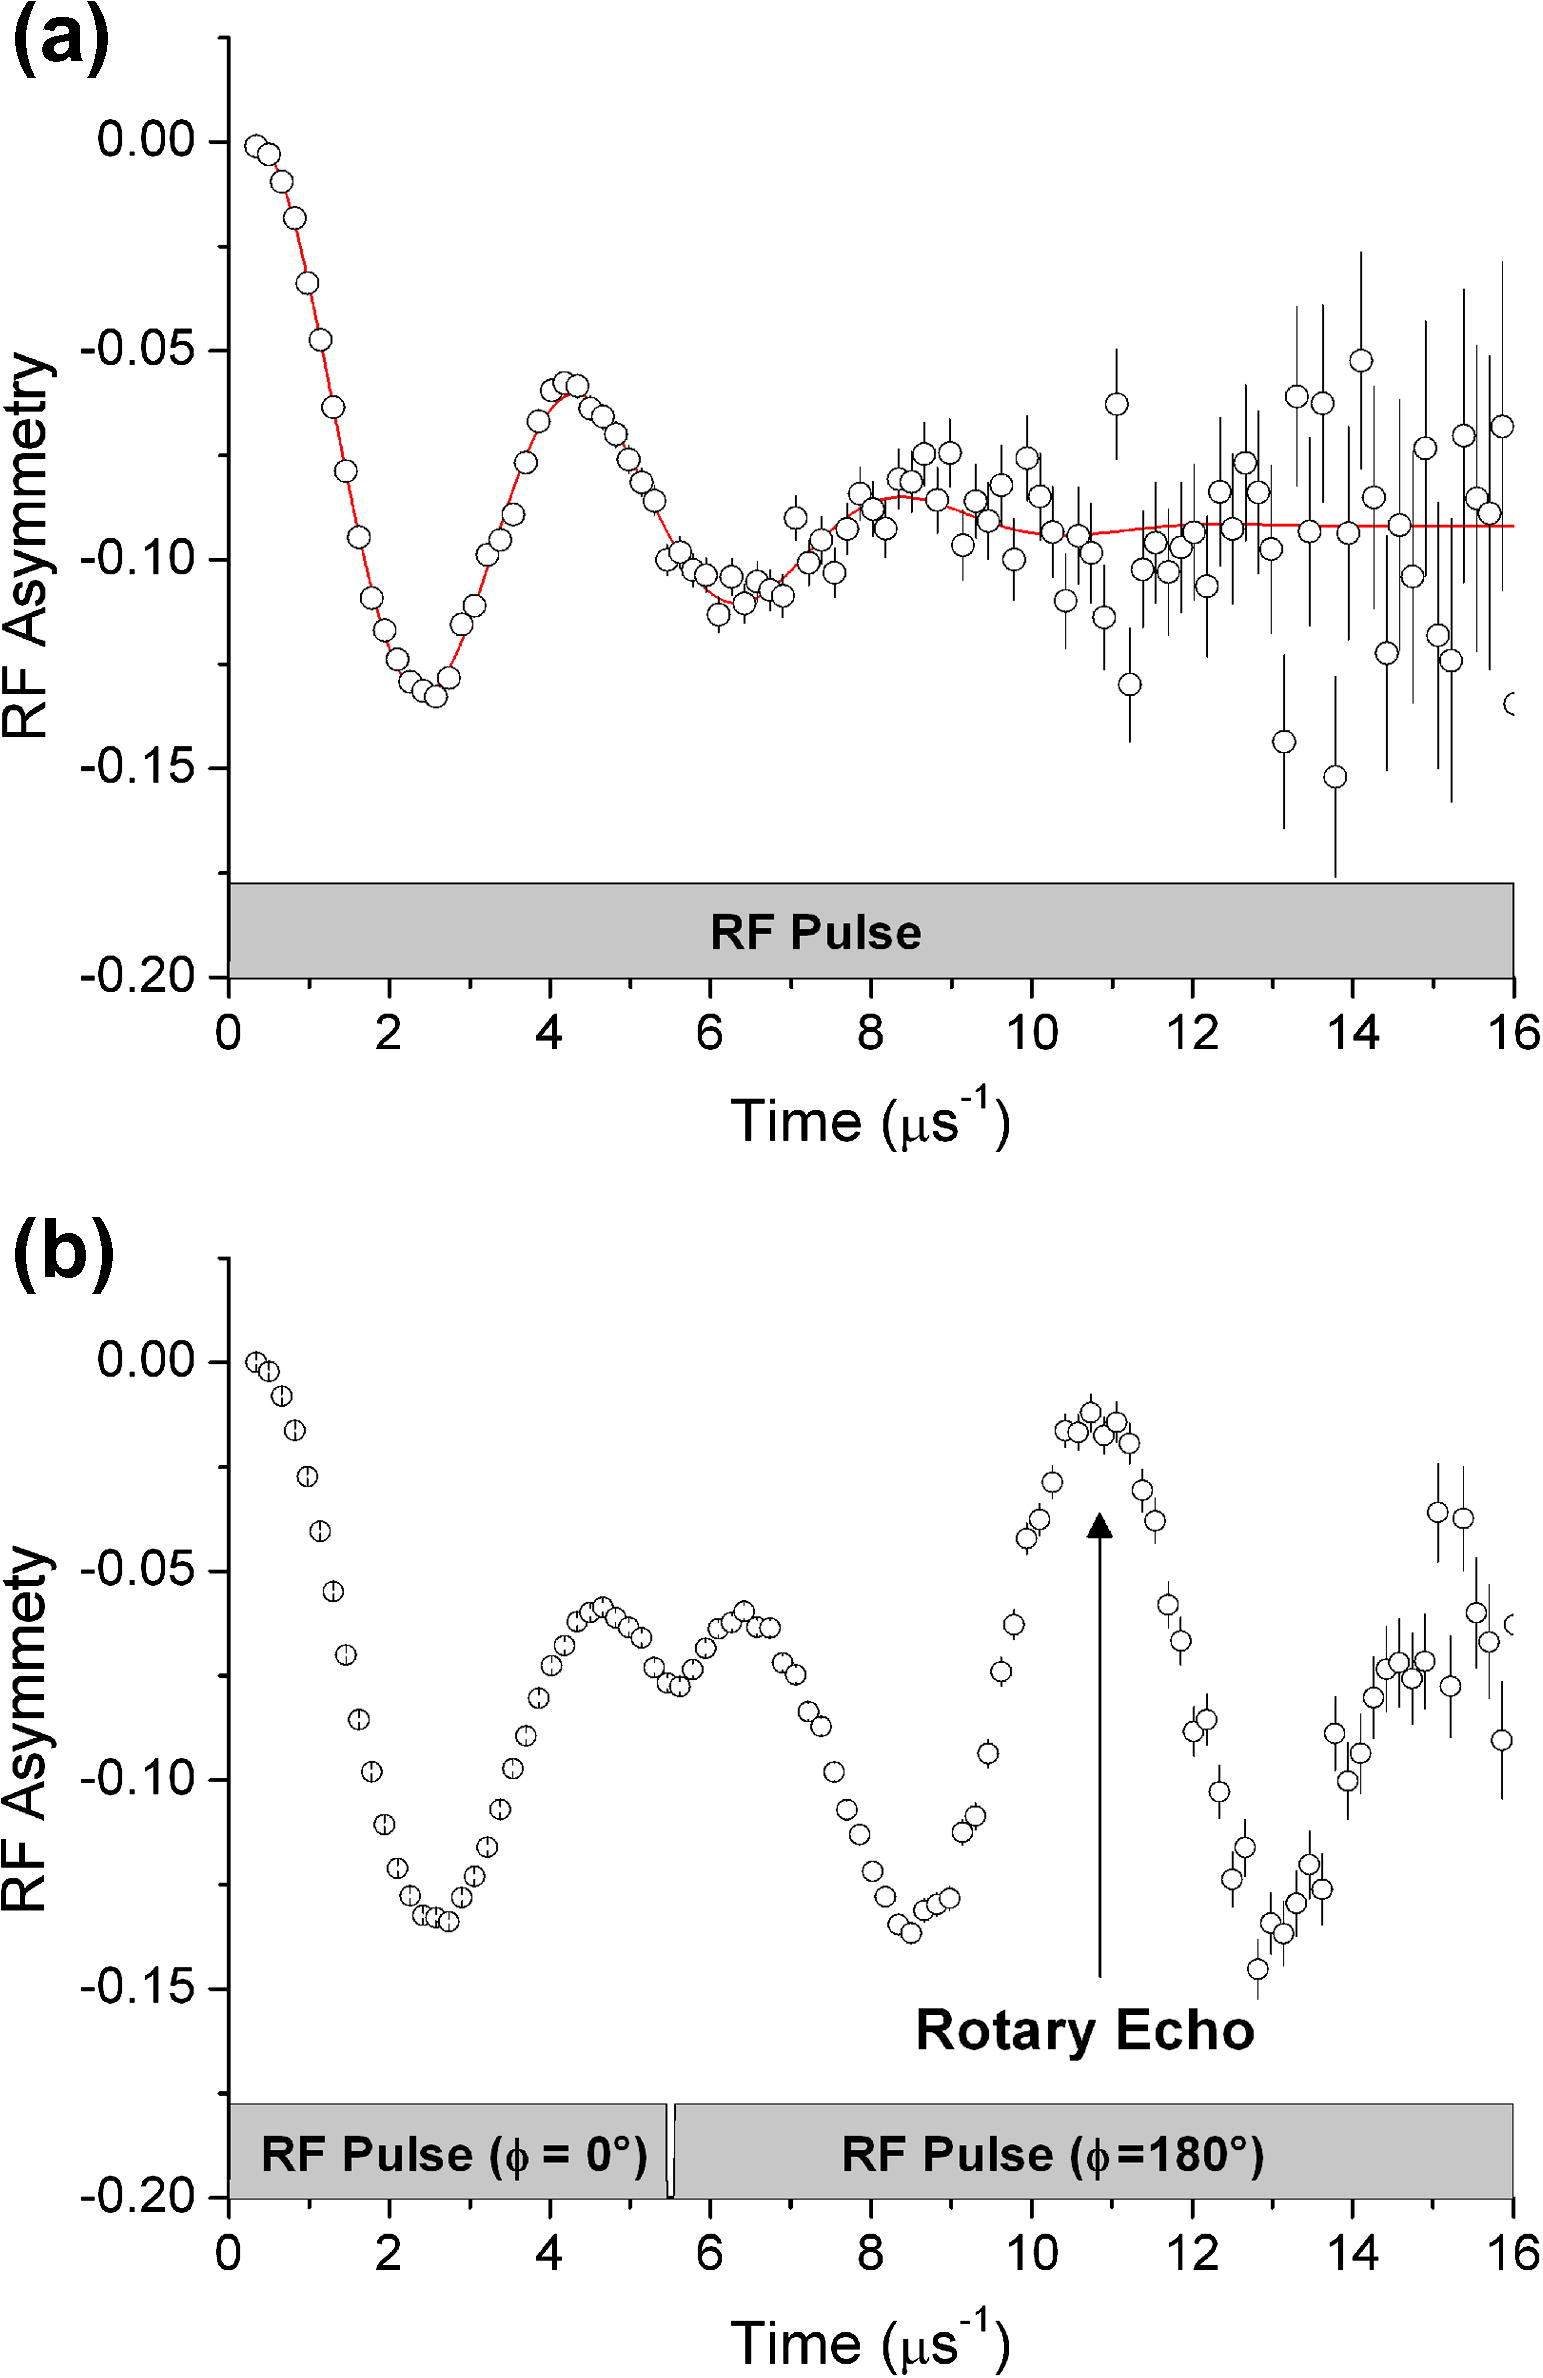 (a)
RF Asymmetry
0.00
-0.05
-0.10
-0.15
-0.20
RF Pulse
0 2 4 6 8 10 12 14 16
Time (μs⁻¹)
(b)
RF Asymmety
0.00
-0.05
-0.10
-0.15
-0.20
Rotary Echo
RF Pulse (ϕ = 0°) RF Pulse (ϕ=180°)
0 2 4 6 8 10 12 14 16
Time (μs⁻¹)